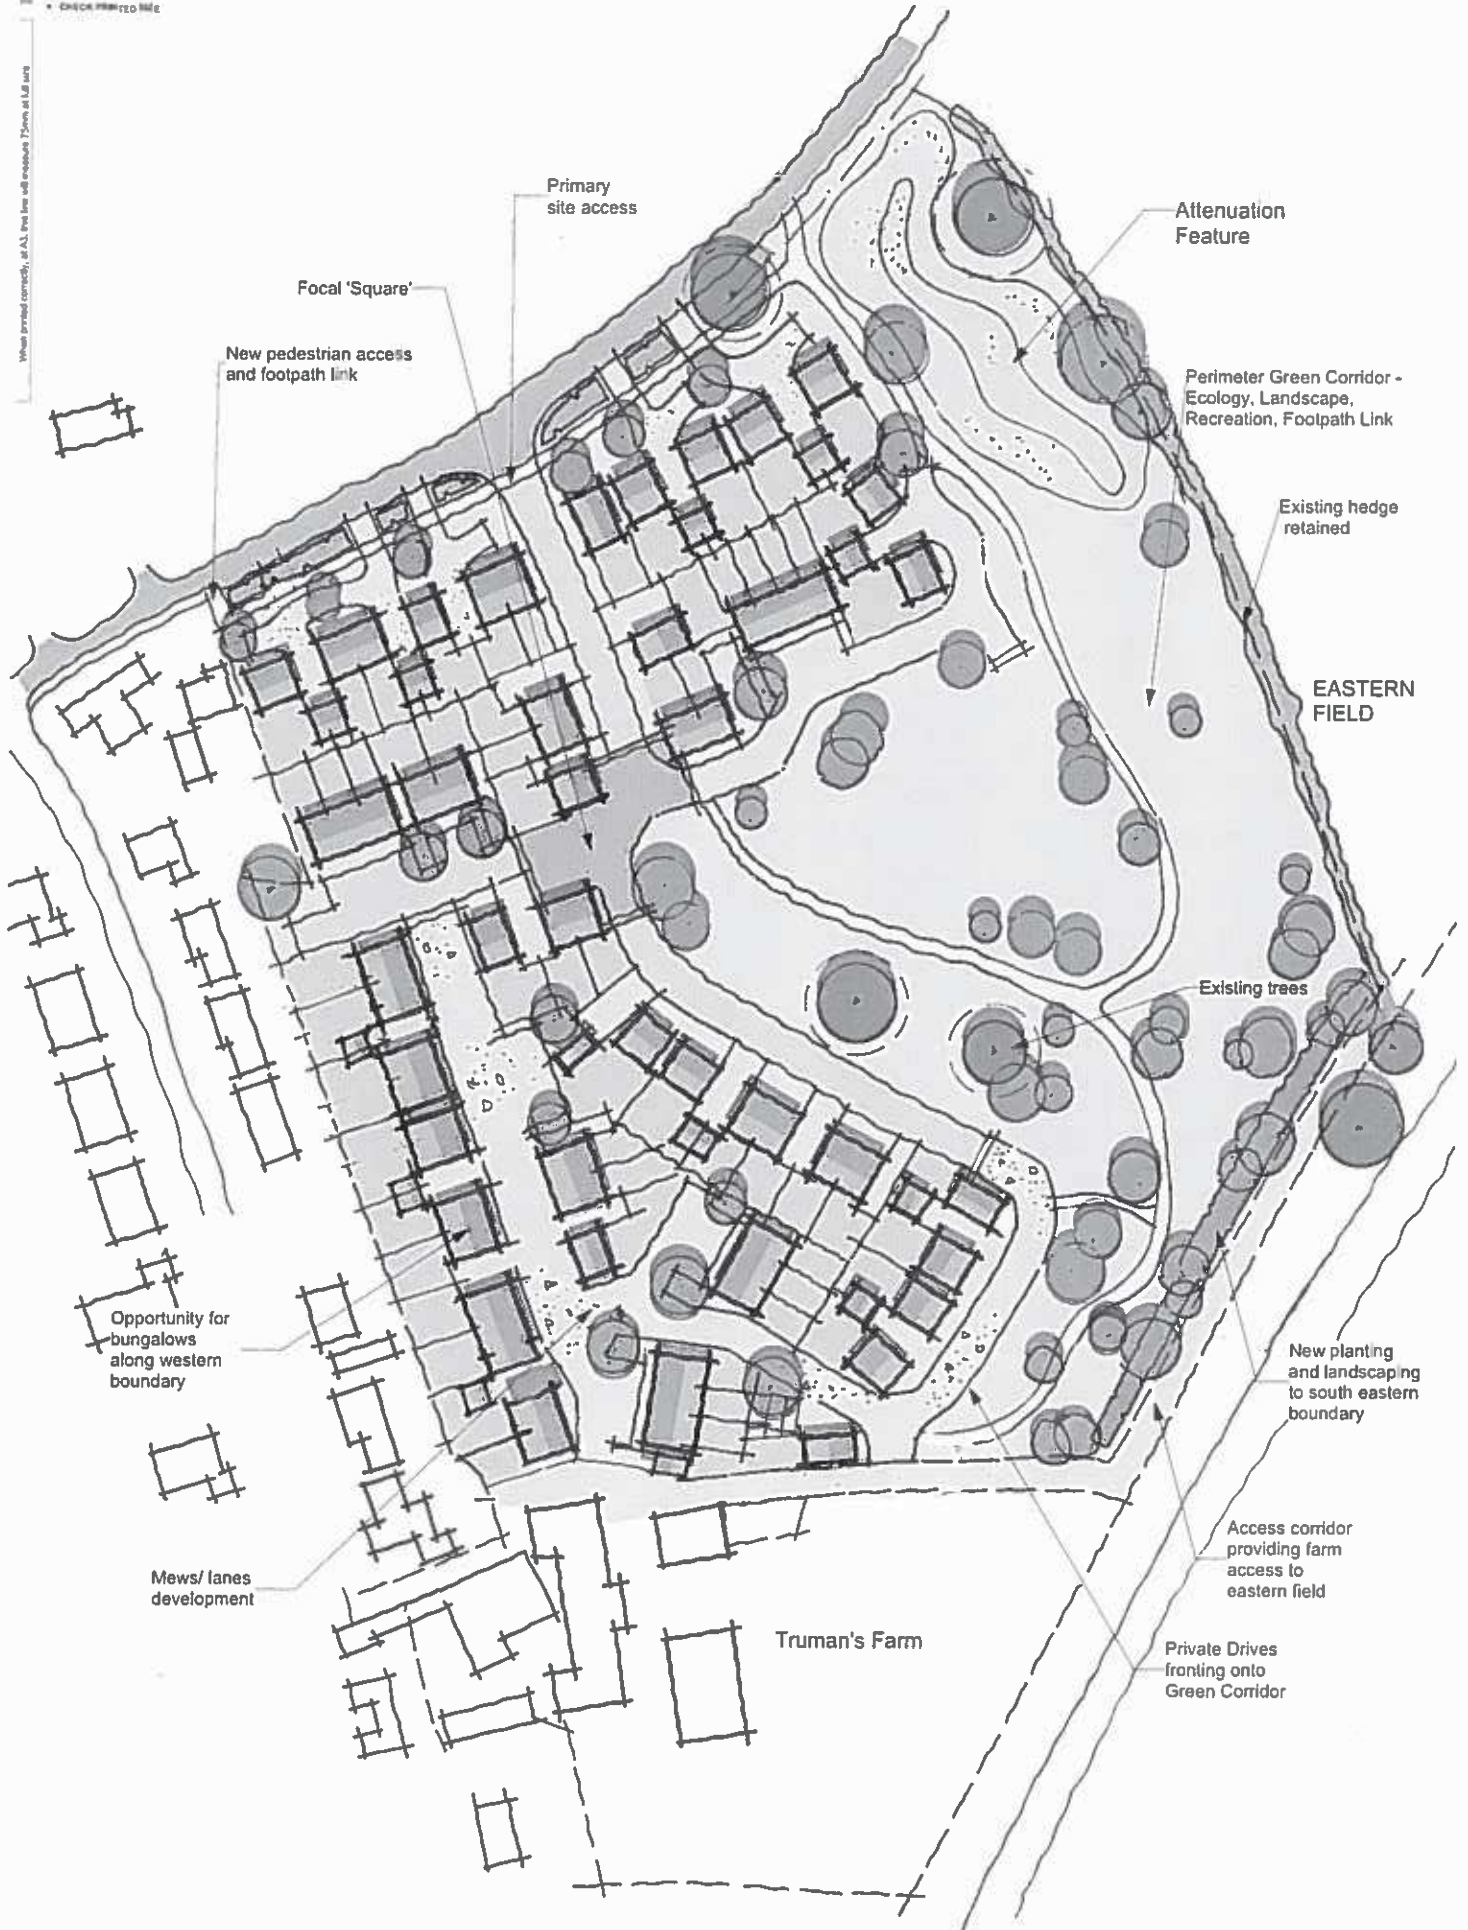 CHECK PRINTED SIZE
Primary
site access
Attenuation
Feature
Focal 'Square'
New pedestrian access
and footpath link
Perimeter Green Corridor -
Ecology, Landscape,
Recreation, Footpath Link
Existing hedge
retained
EASTERN
FIELD
Existing trees
Opportunity for
bungalows
along western
boundary
New planting
and landscaping
to south eastern
boundary
Access corridor
providing farm
access to
eastern field
Mews/ lanes
development
Truman's Farm
Private Drives
fronting onto
Green Corridor